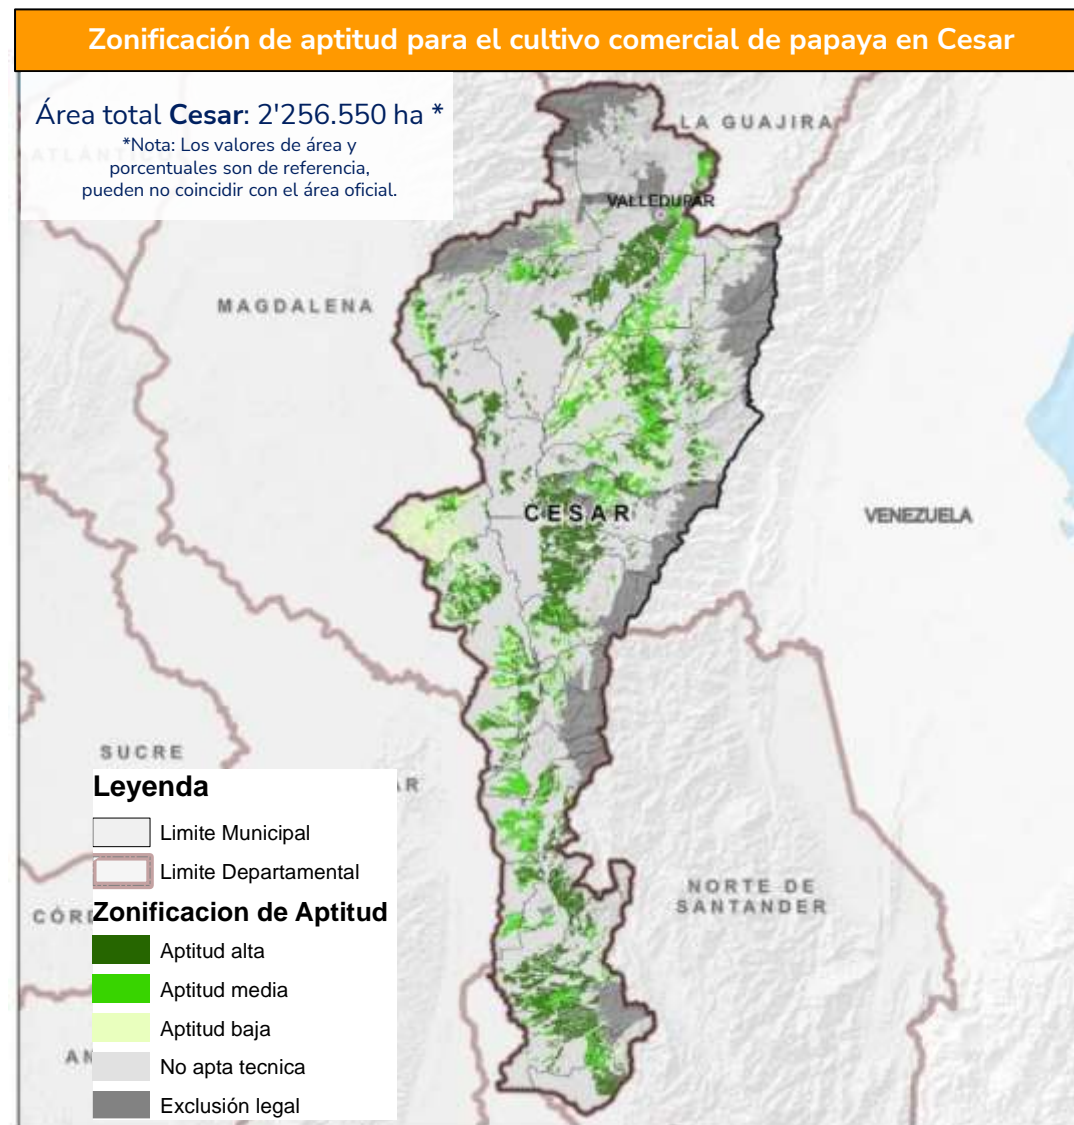 Zonificación de aptitud para el cultivo comercial de papaya en Cesar
Área total Cesar: 2'256.550 ha *
*Nota: Los valores de área y
porcentuales son de referencia,
pueden no coincidir con el área oficial.
LA GUAJIRA
VALLEDUPAR
MAGDALENA
CESAR
VENEZUELA
SUCRE
NORTE DE
SANTANDER
Leyenda
Limite Municipal
Limite Departamental
Zonificacion de Aptitud
Aptitud alta
Aptitud media
Aptitud baja
No apta tecnica
Exclusión legal